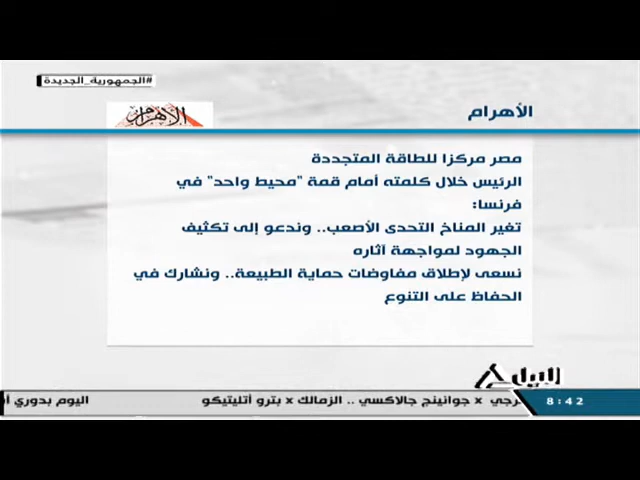 #الجمهورية_الجديدة
الأهرام
الأهرام
مصر مركزا للطاقة المتجددة
الرئيس خلال كلمته أمام قمة "محيط واحد" في
فرنسا:
تغير المناخ التحدى الأصعب.. وندعو إلى تكثيف
الجهود لمواجهة آثاره
نسعى لإطلاق مفاوضات حماية الطبيعة.. ونشارك في
الحفاظ على التنوع
8:42
x جوانينج جالاكسي .. الزمالك x بترو أتليتيكو
اليوم بدوري